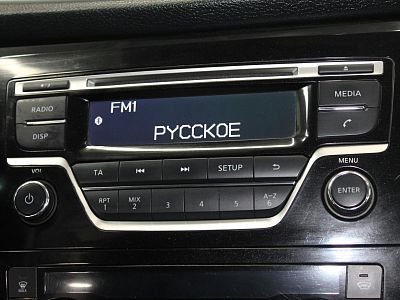 RADIO
FM1
MEDIA
DISP
РУССКОЕ
VOL
TA
SETUP
MENU
RPT
1
MIX
2
3
4
5
A-Z
6
ENTER